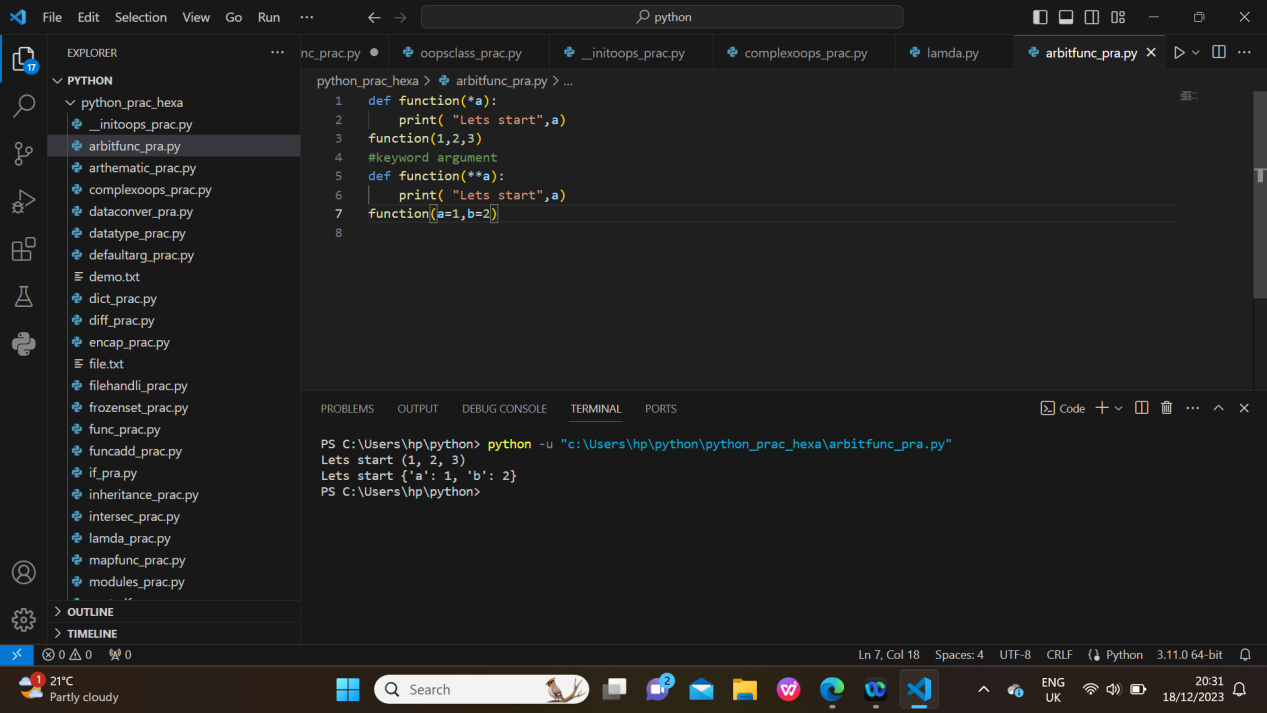 File Edit Selection View Go Run ···
python
EXPLORER ···
17
PYTHON
python_prac_hexa
__initoops_prac.py
arbitfunc_pra.py
arthematic_prac.py
complexoops_prac.py
dataconver_pra.py
datatype_prac.py
defaultarg_prac.py
demo.txt
dict_prac.py
diff_prac.py
encap_prac.py
file.txt
filehandli_prac.py
frozenset_prac.py
func_prac.py
funcadd_prac.py
if_pra.py
inheritance_prac.py
intersec_prac.py
lamda_prac.py
mapfunc_prac.py
modules_prac.py
OUTLINE
TIMELINE
nc_prac.py oopsclass_prac.py __initoops_prac.py complexoops_prac.py lamda.py arbitfunc_pra.py
python_prac_hexa > arbitfunc_pra.py > ...
1 def function(*a):
2 print( "Lets start",a)
3 function(1,2,3)
4 #keyword argument
5 def function(**a):
6 print( "Lets start",a)
7 function(a=1,b=2)
8
PROBLEMS OUTPUT DEBUG CONSOLE TERMINAL PORTS
Code
PS C:\Users\hp\python> python -u "c:\Users\hp\python\python_prac_hexa\arbitfunc_pra.py"
Lets start (1, 2, 3)
Lets start {'a': 1, 'b': 2}
PS C:\Users\hp\python>
0 0 0
Ln 7, Col 18 Spaces: 4 UTF-8 CRLF Python 3.11.0 64-bit
1
21°C
Partly cloudy
Search
2
ENG
UK
20:31
18/12/2023